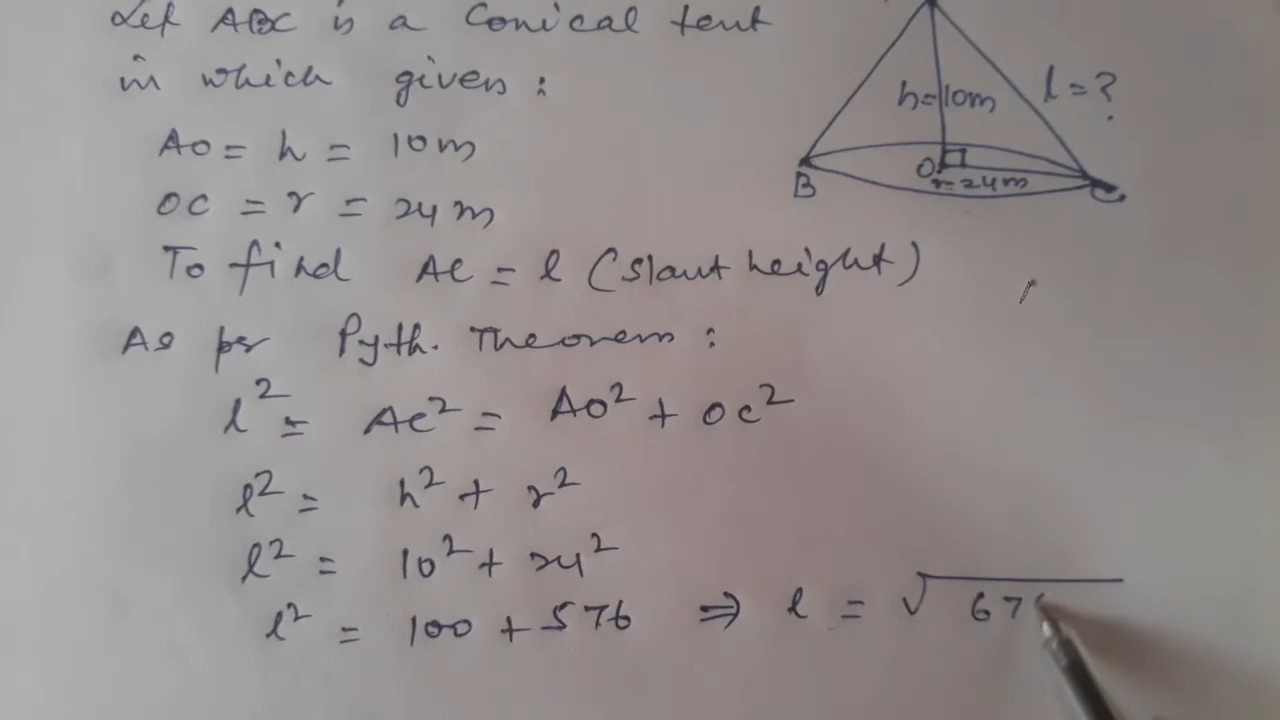 Let ABC is a Conical tent
in which given :
AO = h = 10m
OC = r = 24m
To find AC = l (slant height)
As per Pyth. Theorem :
l² = AC² = AO² + OC²
l² = h² + r²
l² = 10² + 24²
l² = 100 + 576 ⇒ l = √67
h=10m
l = ?
O
r=24m
B
C